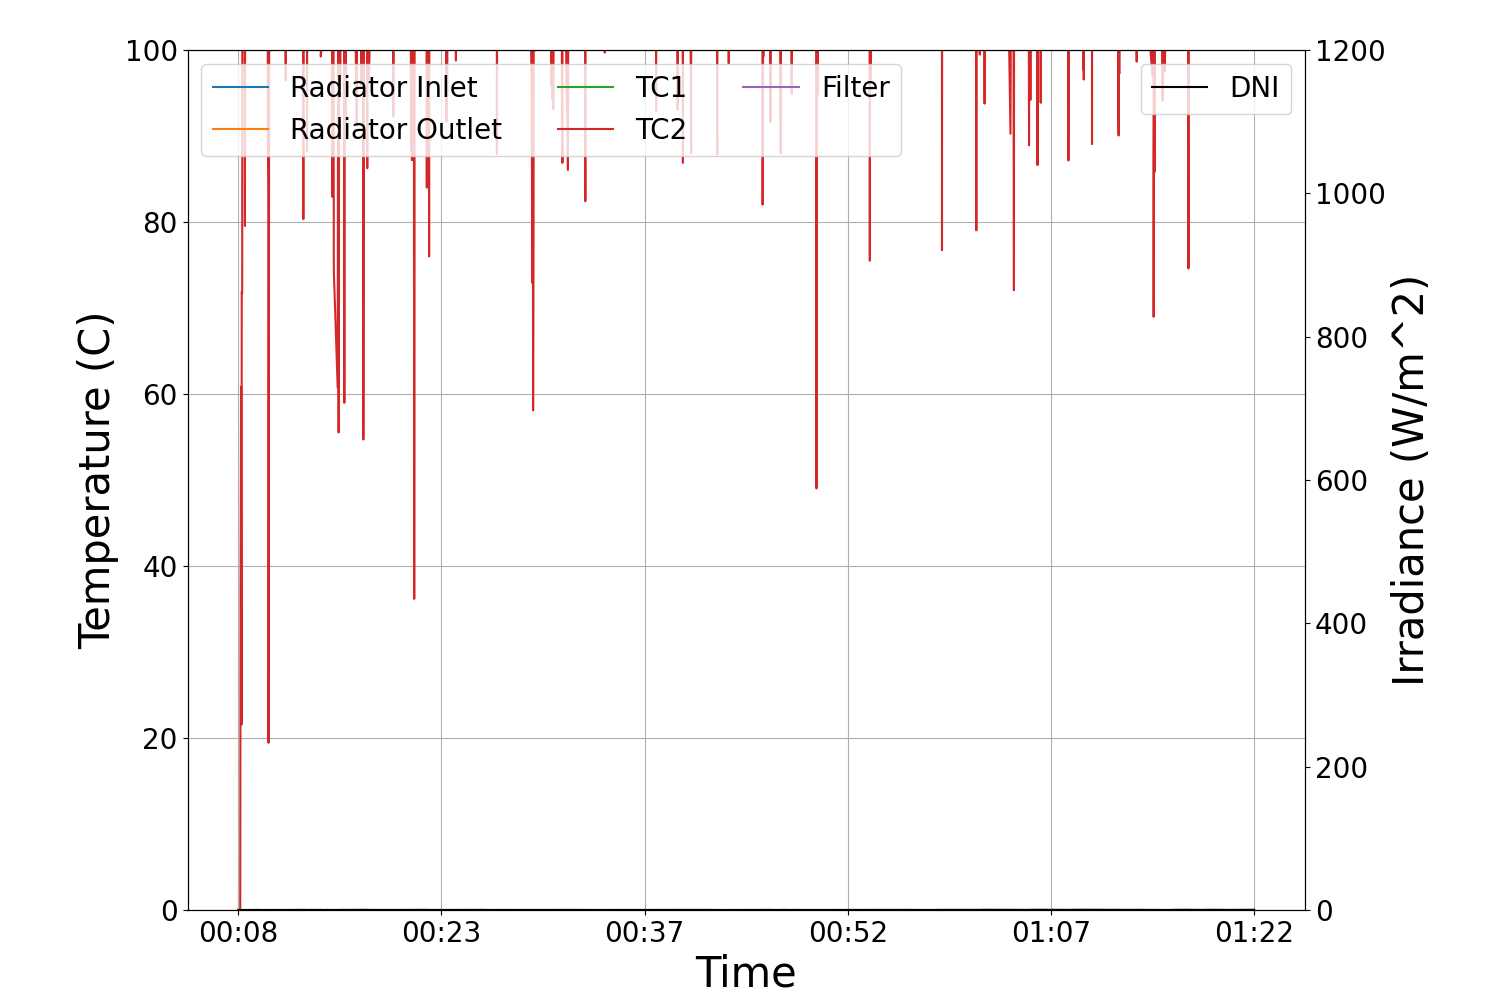 100
80
60
40
20
0
Temperature (C)
Radiator Inlet
Radiator Outlet
TC1
TC2
Filter
DNI
1200
1000
800
600
400
200
0
Irradiance (W/m^2)
00:08 00:23 00:37 00:52 01:07 01:22
Time